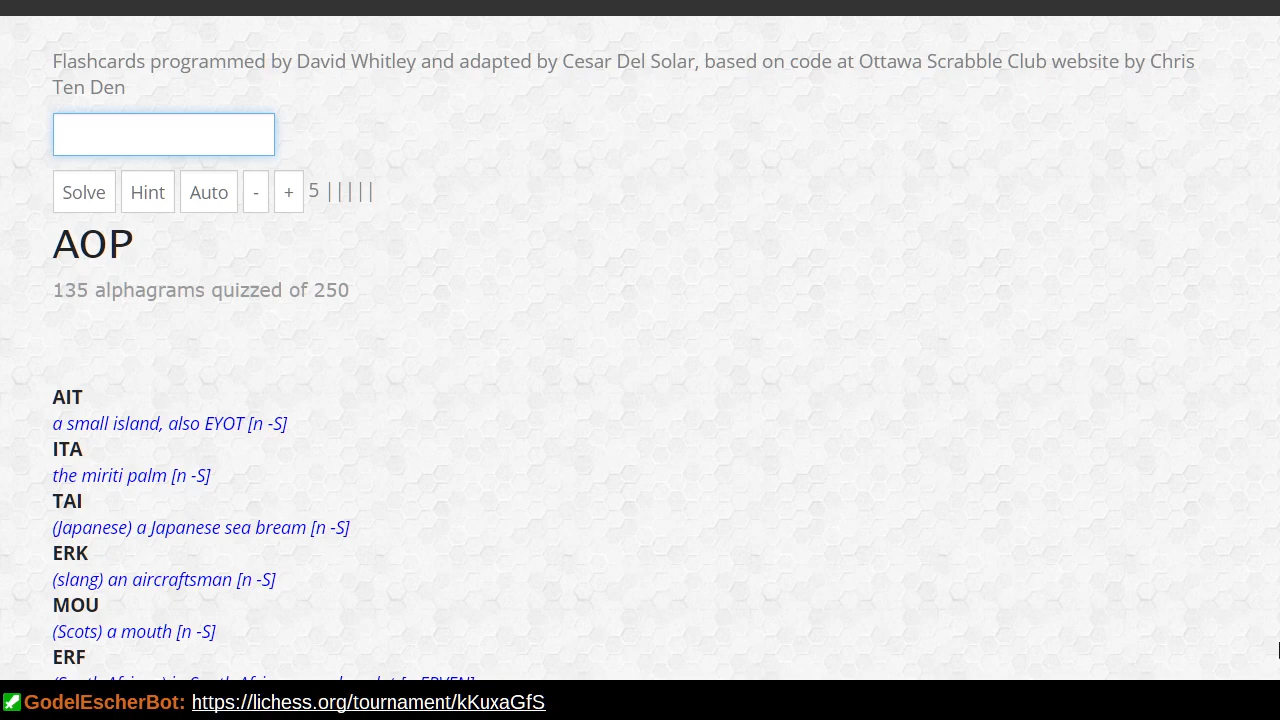 Flashcards programmed by David Whitley and adapted by Cesar Del Solar, based on code at Ottawa Scrabble Club website by Chris
Ten Den
Solve Hint Auto - + 5 |||||
AOP
135 alphagrams quizzed of 250
AIT
a small island, also EYOT [n -S]
ITA
the miriti palm [n -S]
TAI
(Japanese) a Japanese sea bream [n -S]
ERK
(slang) an aircraftsman [n -S]
MOU
(Scots) a mouth [n -S]
ERF
GodelEscherBot: https://lichess.org/tournament/kKuxaGfS